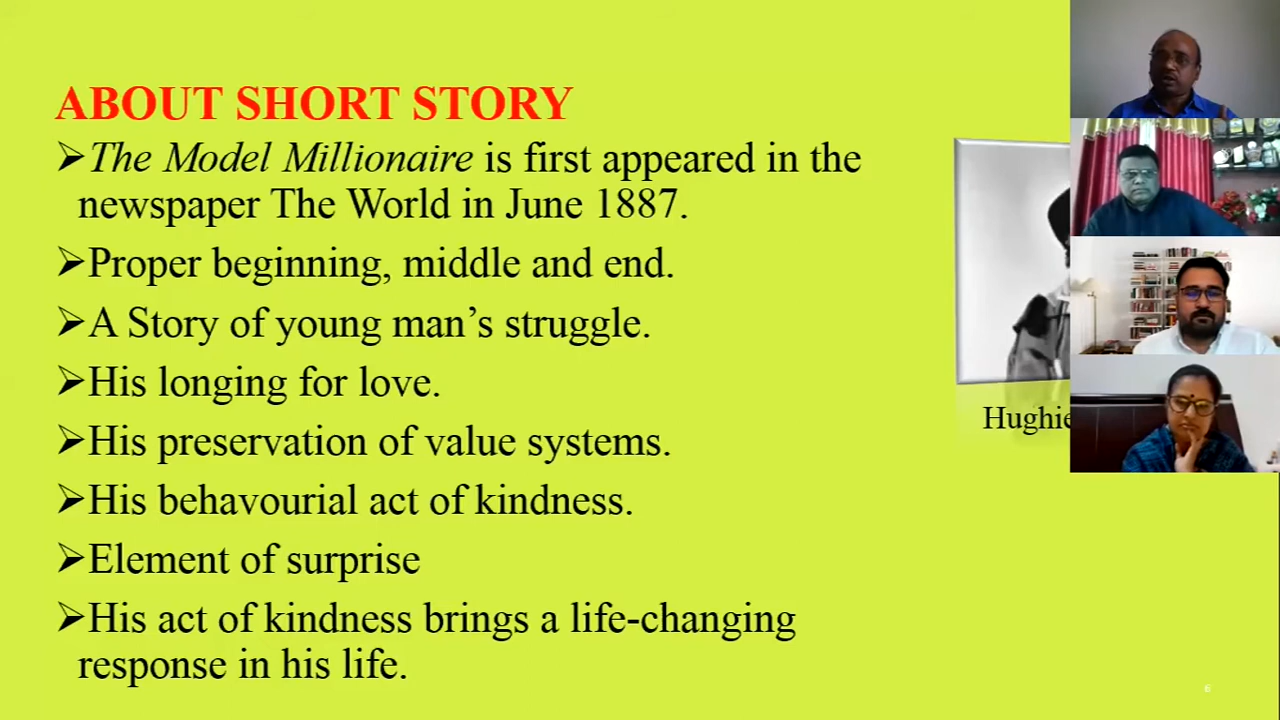 ABOUT SHORT STORY
➢The Model Millionaire is first appeared in the
newspaper The World in June 1887.
➢Proper beginning, middle and end.
➢A Story of young man’s struggle.
➢His longing for love.
➢His preservation of value systems.
➢His behavourial act of kindness.
➢Element of surprise
➢His act of kindness brings a life-changing
response in his life.
Hughie
6